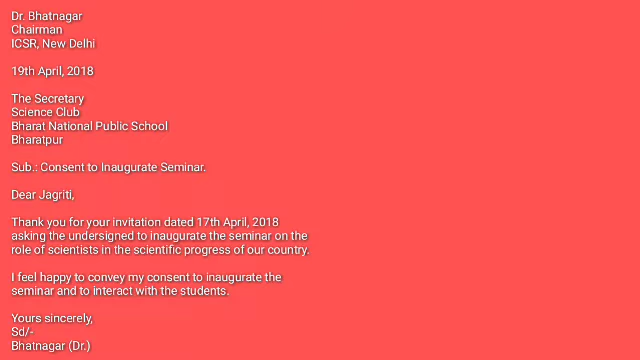 Dr. Bhatnagar
Chairman
ICSR, New Delhi
19th April, 2018
The Secretary
Science Club
Bharat National Public School
Bharatpur
Sub.: Consent to Inaugurate Seminar.
Dear Jagriti,
Thank you for your invitation dated 17th April, 2018
asking the undersigned to inaugurate the seminar on the
role of scientists in the scientific progress of our country.
I feel happy to convey my consent to inaugurate the
seminar and to interact with the students.
Yours sincerely,
Sd/-
Bhatnagar (Dr.)